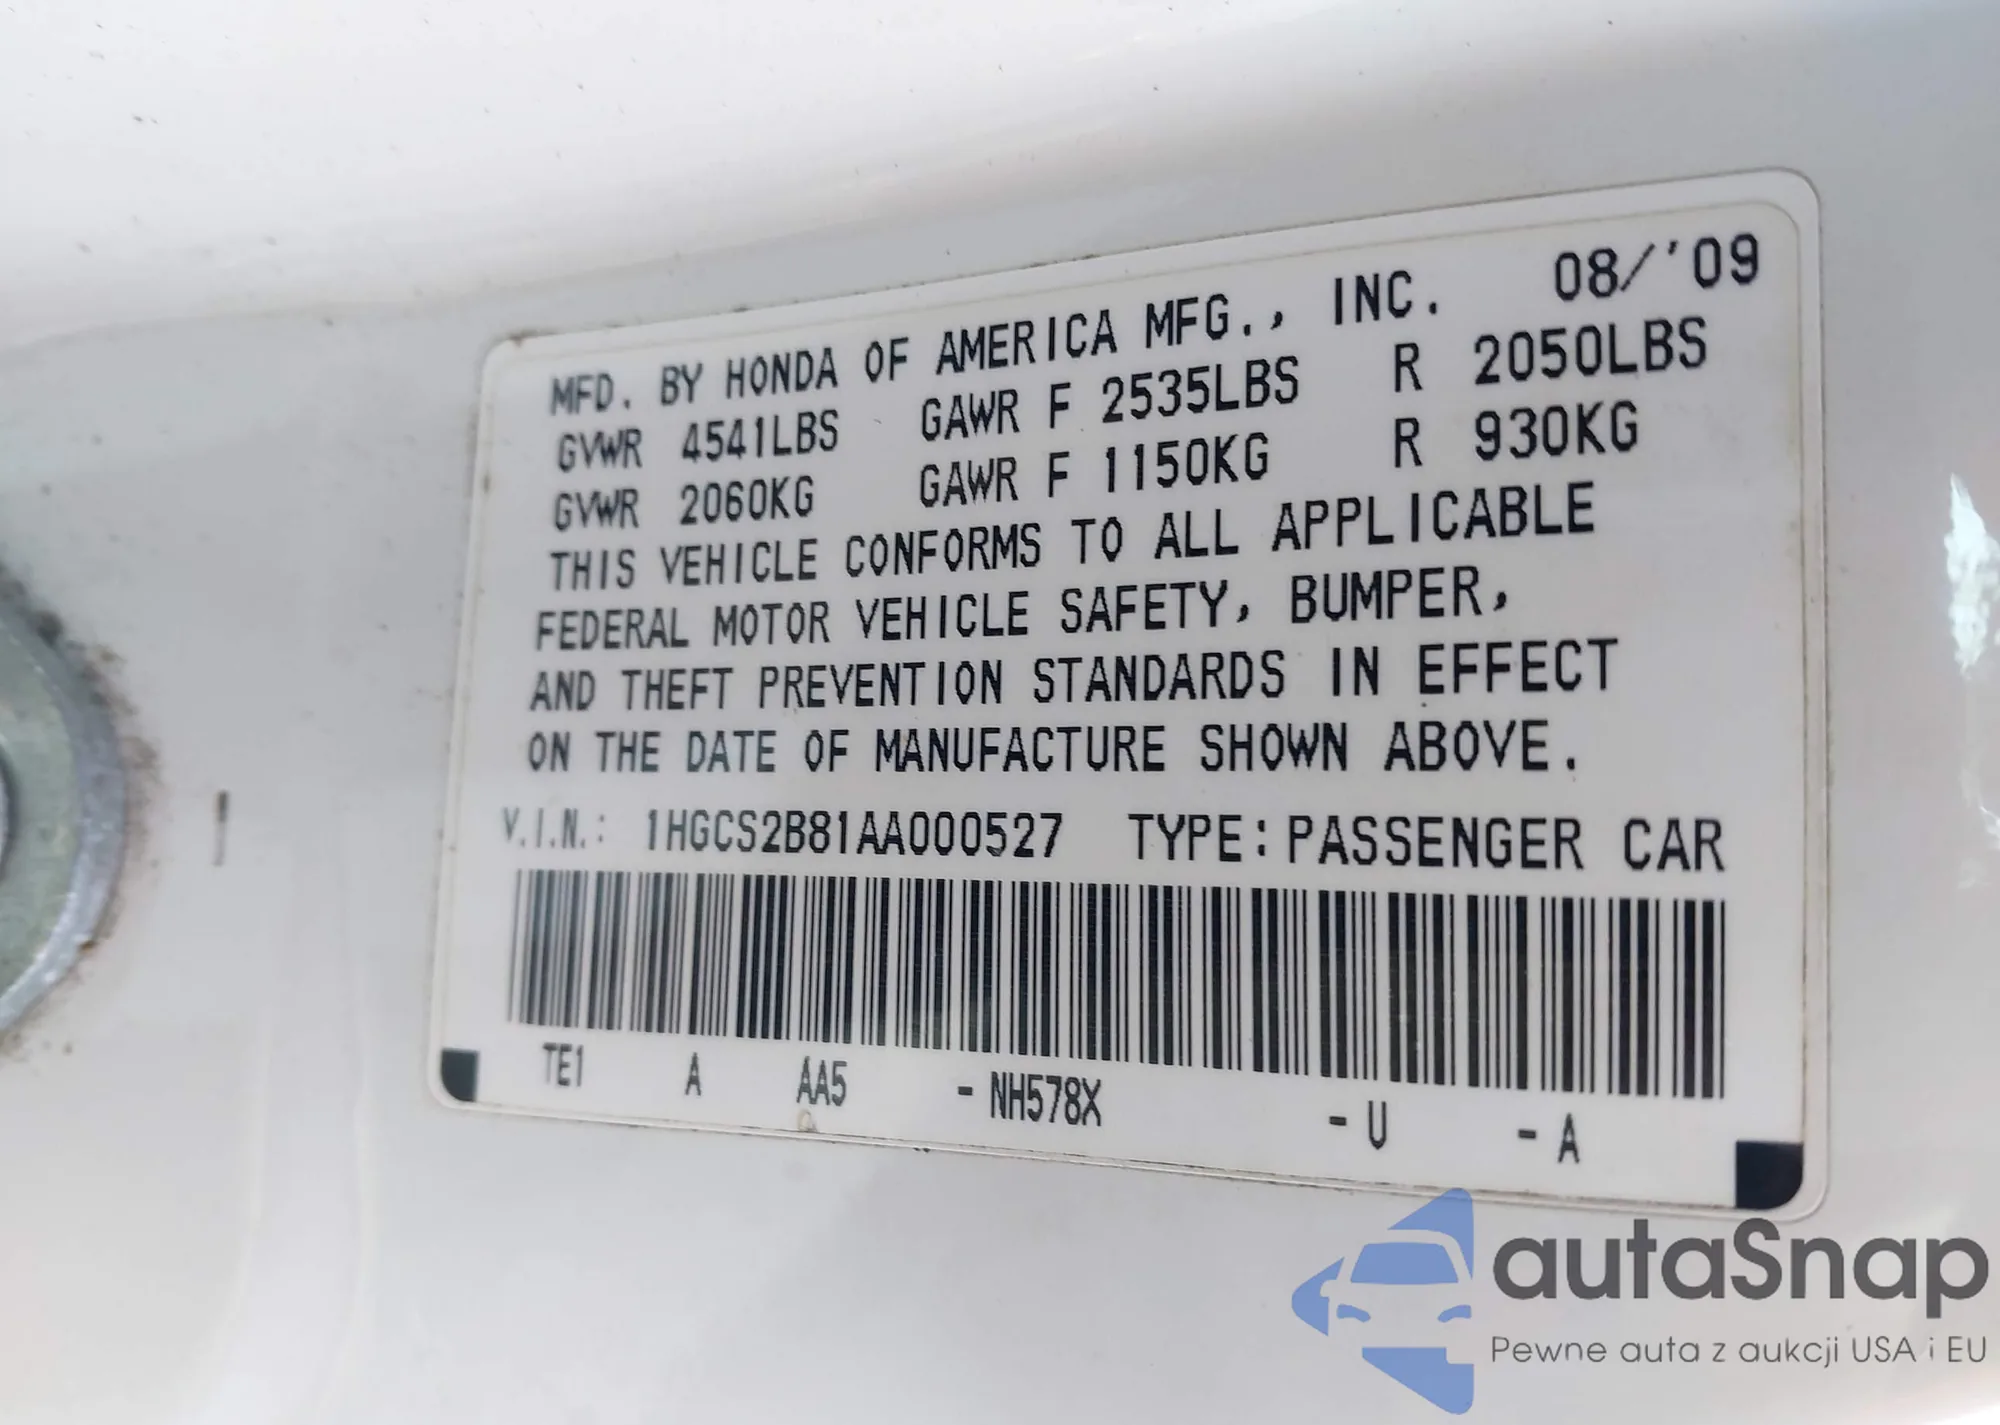 MFD. BY HONDA OF AMERICA MFG., INC. 08/'09
GVWR 4541LBS GAWR F 2535LBS R 2050LBS
GVWR 2060KG GAWR F 1150KG R 930KG
THIS VEHICLE CONFORMS TO ALL APPLICABLE
FEDERAL MOTOR VEHICLE SAFETY, BUMPER,
AND THEFT PREVENTION STANDARDS IN EFFECT
ON THE DATE OF MANUFACTURE SHOWN ABOVE.
V.I.N.: 1HGCS2B81AA000527 TYPE: PASSENGER CAR
TE1 A AA5 - NH578X - U - A
autaSnap
Pewne auta z aukcji USA i EU